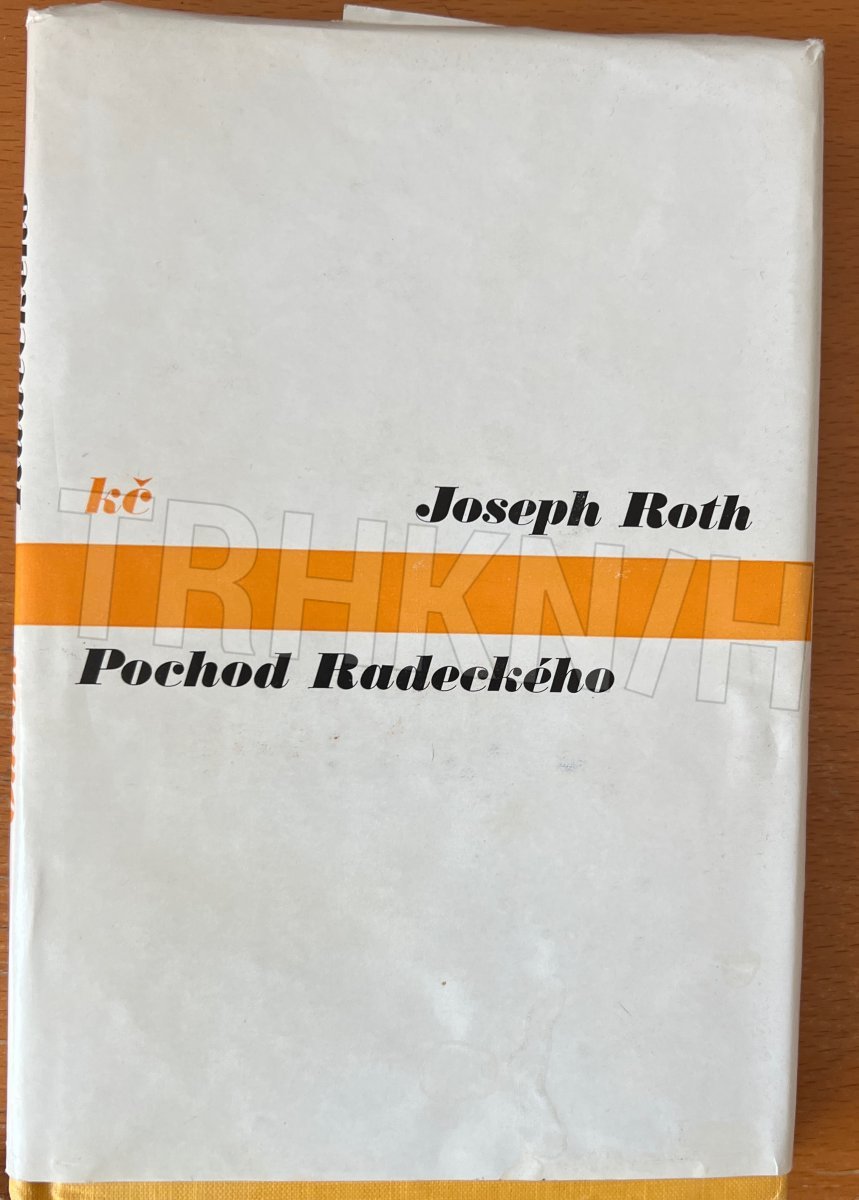 kč
Joseph Roth
TRHKNIH
Pochod Radeckého